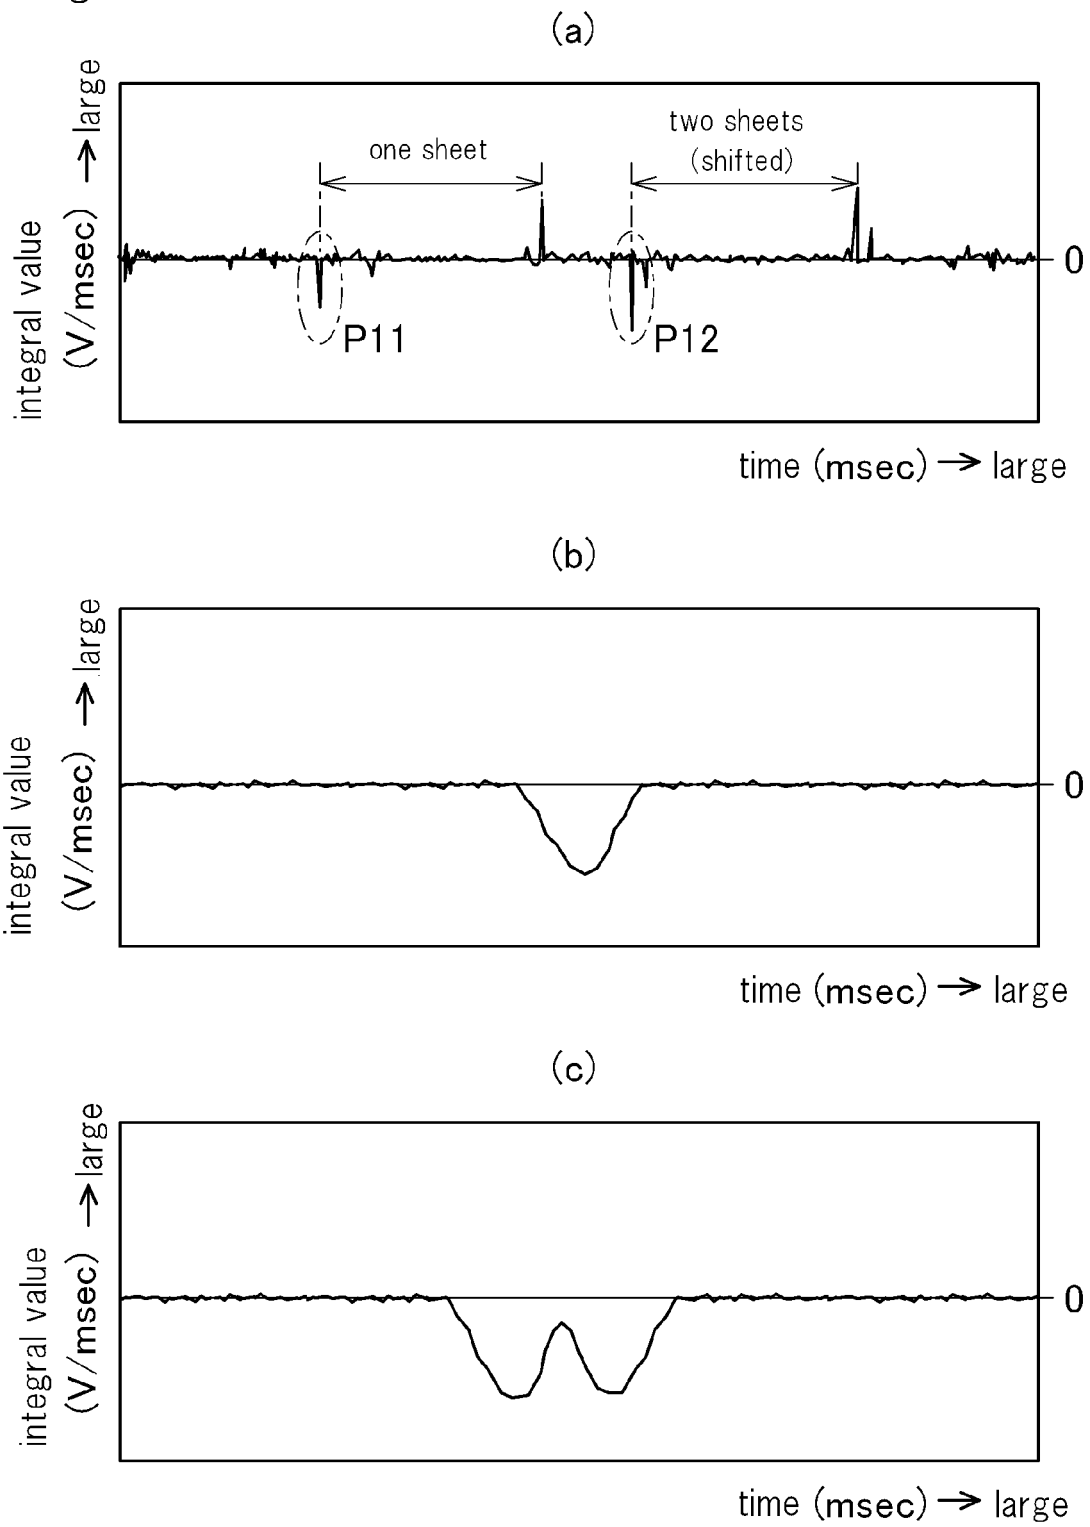 (a)
integral value
(V/msec) → large
one sheet
two sheets
(shifted)
0
P11
P12
time (msec) → large
(b)
integral value
(V/msec) → large
0
time (msec) → large
(c)
integral value
(V/msec) → large
0
time (msec) → large